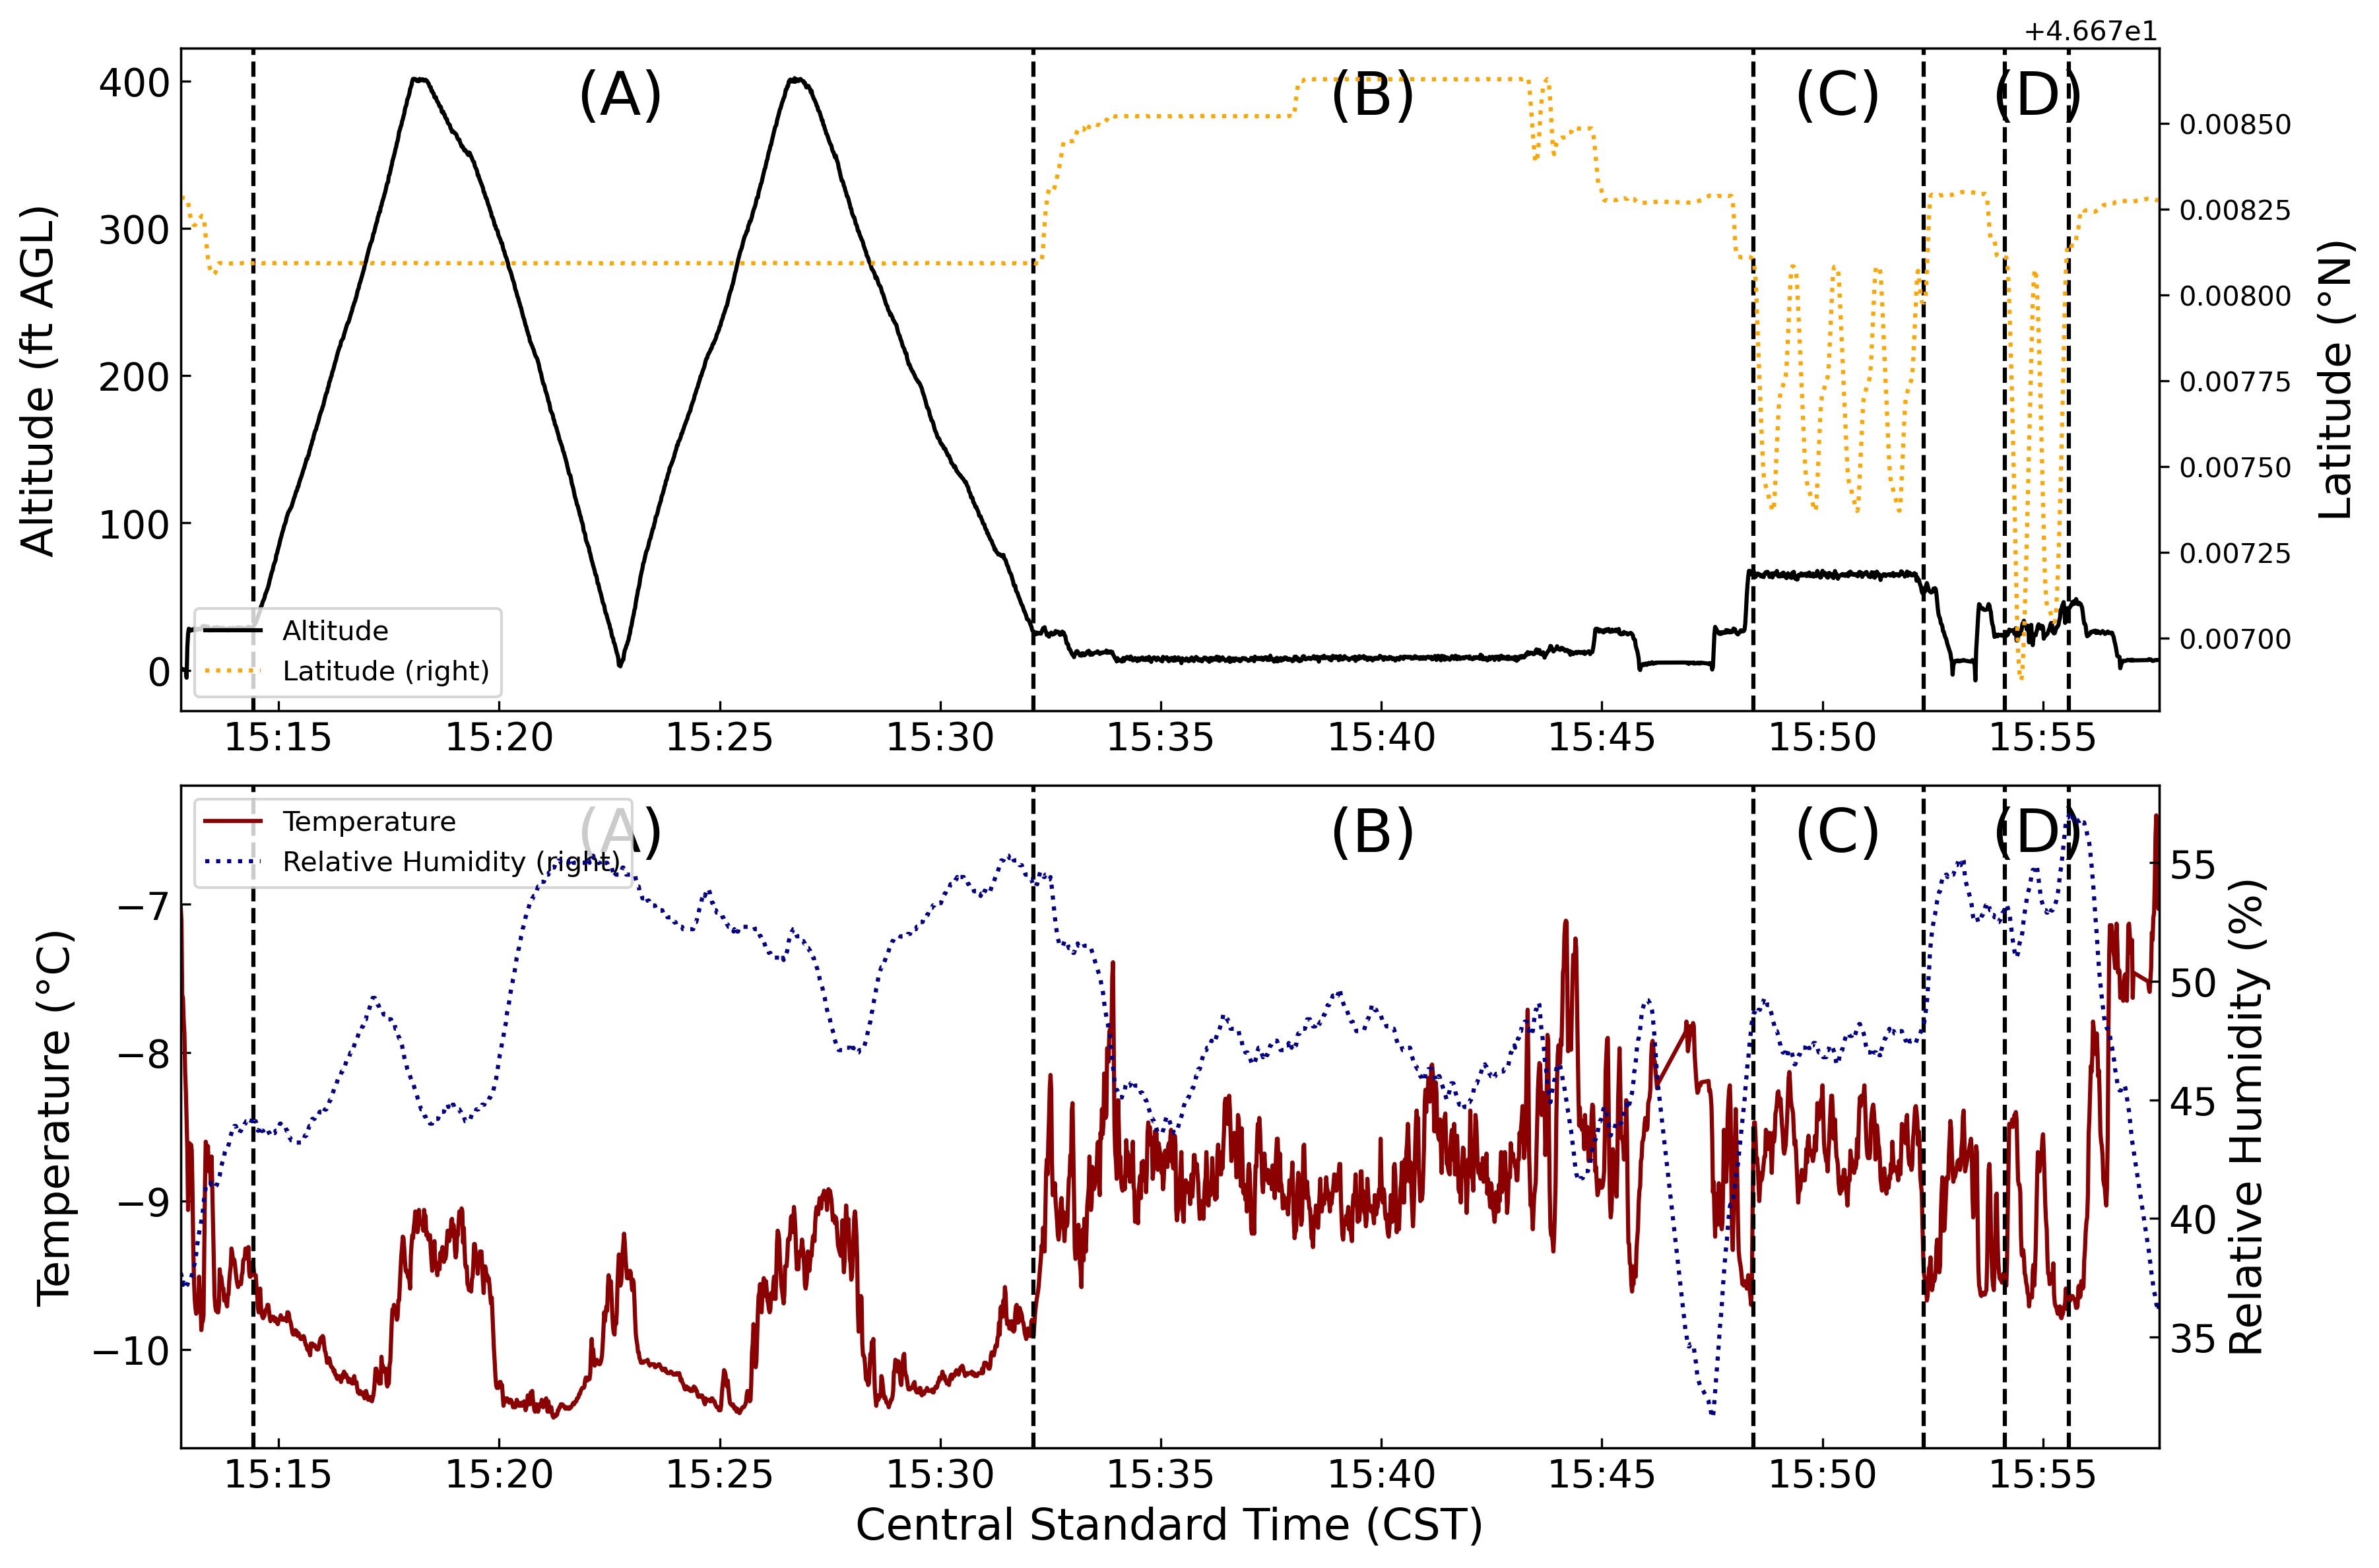 +4.667e1
(A) (B) (C) (D)
Altitude (ft AGL)
400
300
200
100
0
Latitude (°N)
0.00850
0.00825
0.00800
0.00775
0.00750
0.00725
0.00700
Altitude
Latitude (right)
15:15 15:20 15:25 15:30 15:35 15:40 15:45 15:50 15:55
(A) (B) (C) (D)
Temperature
Relative Humidity (right)
Temperature (°C)
−7
−8
−9
−10
Relative Humidity (%)
55
50
45
40
35
15:15 15:20 15:25 15:30 15:35 15:40 15:45 15:50 15:55
Central Standard Time (CST)